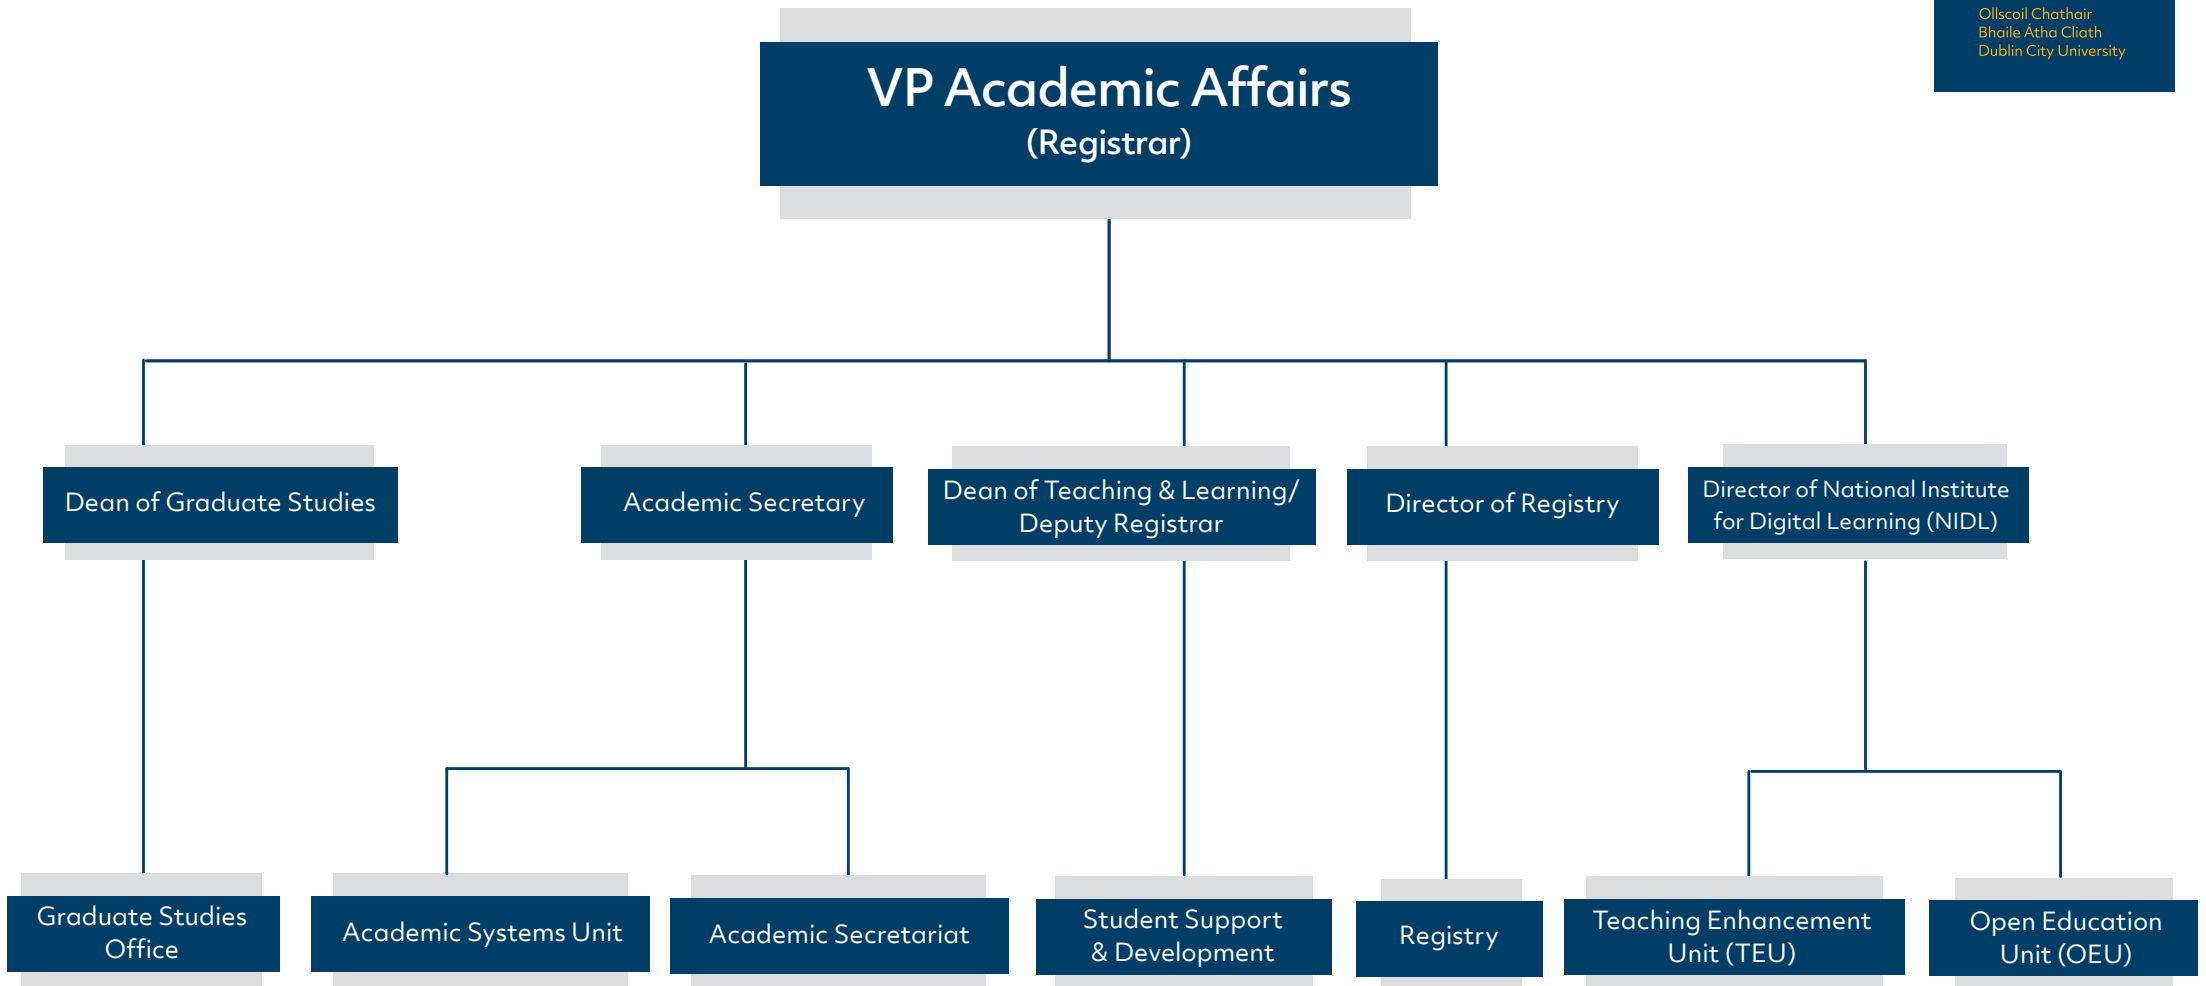 Ollscoil Chathair
Bhaile Átha Cliath
Dublin City University
VP Academic Affairs
(Registrar)
Dean of Graduate Studies
Academic Secretary
Dean of Teaching & Learning/
Deputy Registrar
Director of Registry
Director of National Institute
for Digital Learning (NIDL)
Graduate Studies
Office
Academic Systems Unit
Academic Secretariat
Student Support
& Development
Registry
Teaching Enhancement
Unit (TEU)
Open Education
Unit (OEU)